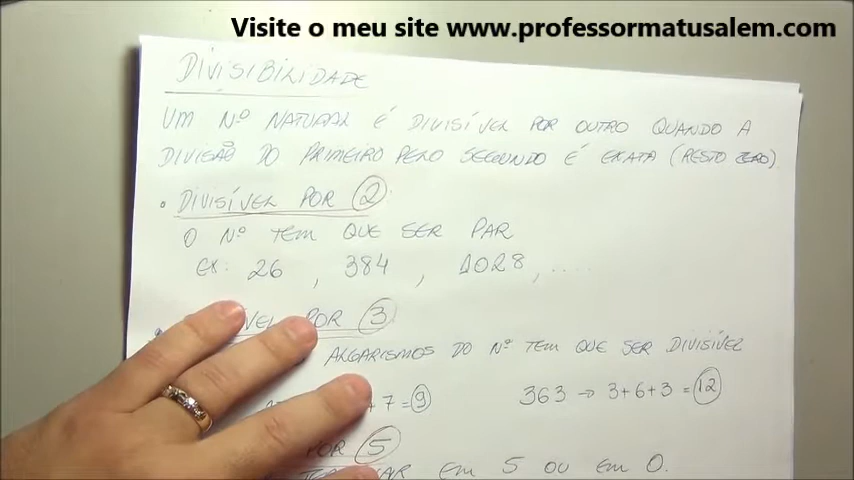 Visite o meu site www.professormatusalem.com
DIVISIBILIDADE
UM Nº NATURAL É DIVISÍVEL POR OUTRO QUANDO A
DIVISÃO DO PRIMEIRO PELO SEGUNDO É EXATA (RESTO ZERO)
• DIVISÍVEL POR 2
O Nº TEM QUE SER PAR
EX: 26 , 384 , 1028 , ....
VEL POR 3
ALGARISMOS DO Nº TEM QUE SER DIVISÍVEL
+ 7 = 9 363 → 3+6+3 = 12
POR 5
EM 5 OU EM 0.